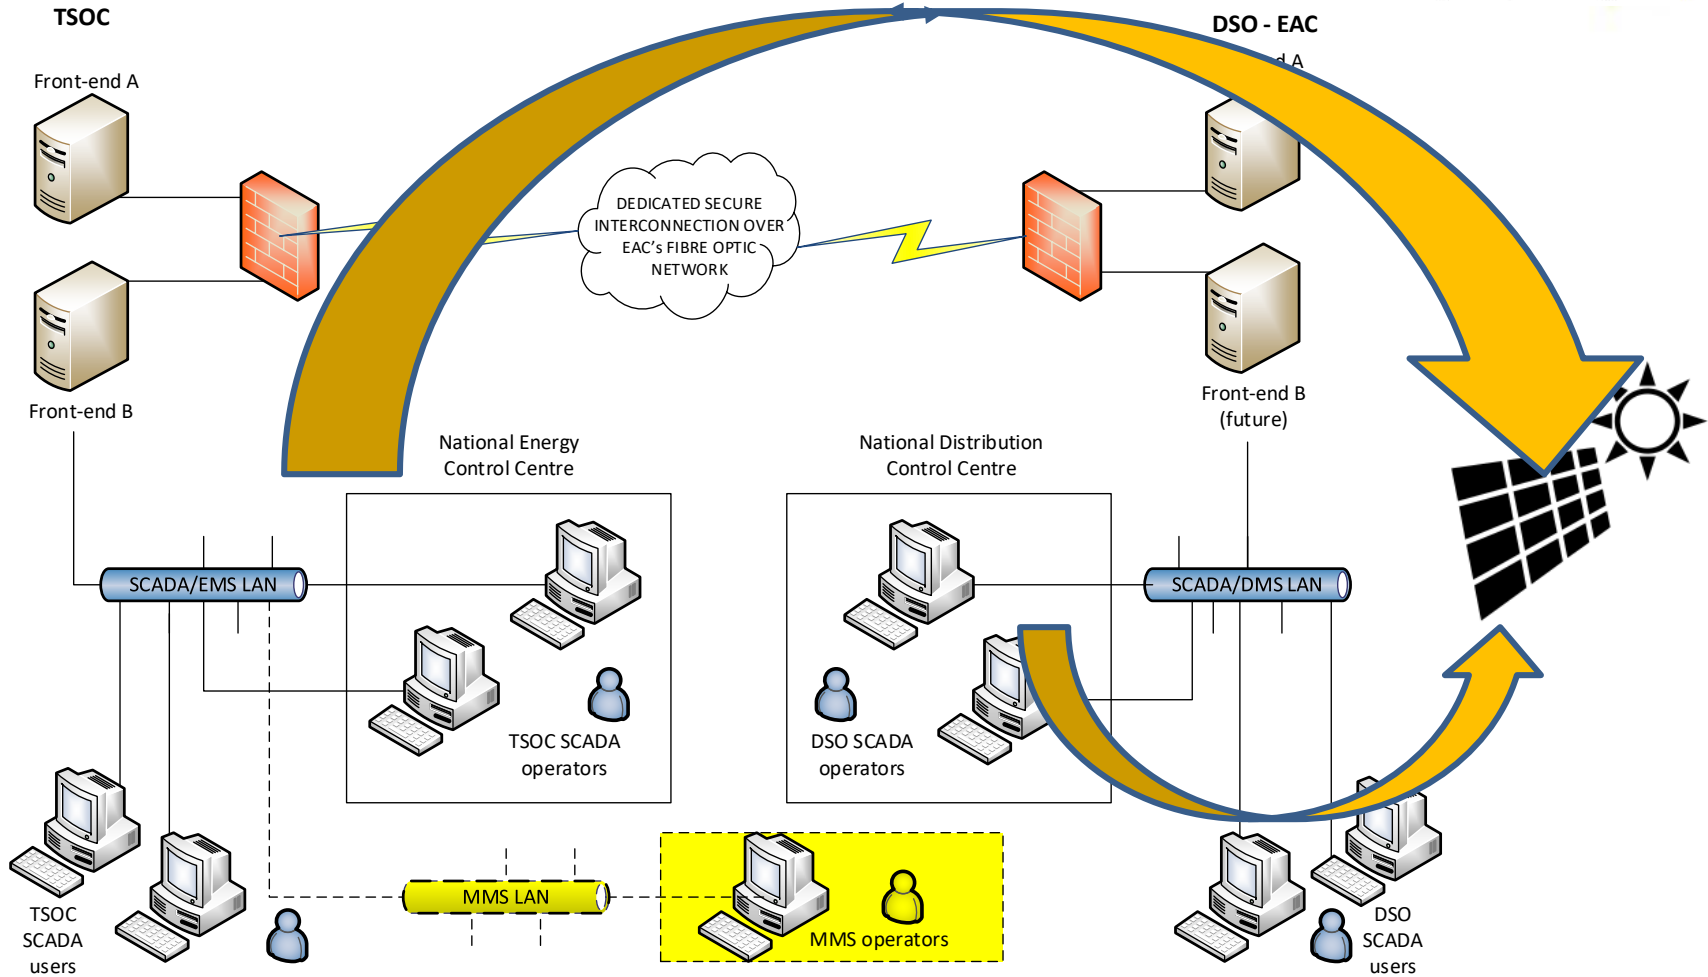 TSOC
DSO - EAC
Front-end A
d A
DEDICATED SECURE
INTERCONNECTION OVER
EAC's FIBRE OPTIC
NETWORK
Front-end B
Front-end B
(future)
National Energy
Control Centre
National Distribution
Control Centre
SCADA/EMS LAN
SCADA/DMS LAN
TSOC SCADA
operators
DSO SCADA
operators
MMS LAN
MMS operators
TSOC
SCADA
users
DSO
SCADA
users